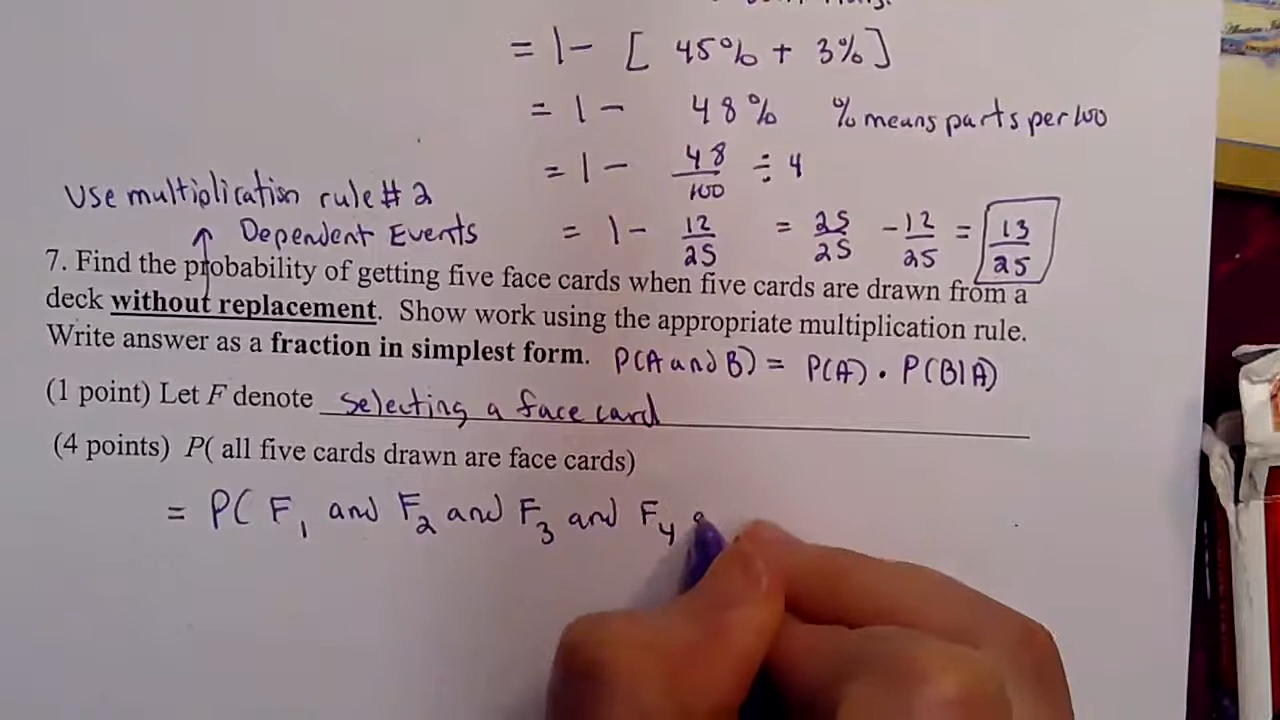 = 1 - [ 45% + 3% ]
= 1 - 48% % means parts per 100
= 1 - 48/100 ÷ 4
Use multiplication rule # 2
Dependent Events
= 1 - 12/25 = 25/25 - 12/25 = 13/25
7. Find the probability of getting five face cards when five cards are drawn from a
deck without replacement. Show work using the appropriate multiplication rule.
Write answer as a fraction in simplest form. P(A and B) = P(A) • P(B|A)
(1 point) Let F denote selecting a face card
(4 points) P( all five cards drawn are face cards)
= P( F1 and F2 and F3 and F4